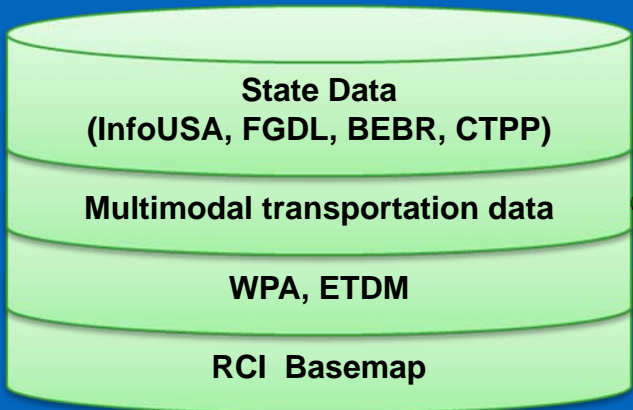 State Data
(InfoUSA, FGDL, BEBR, CTPP)
Multimodal transportation data
WPA, ETDM
RCI Basemap